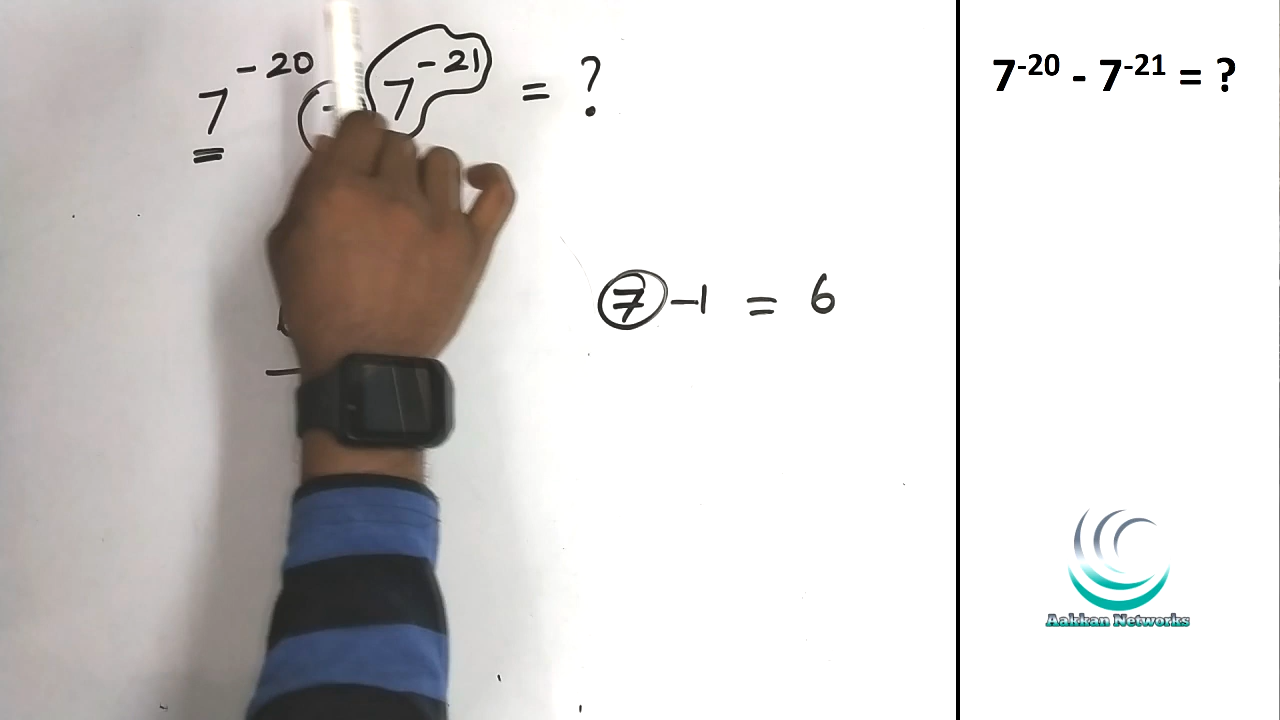 7⁻²⁰ - 7⁻²¹ = ?
7 - 1 = 6
7⁻²⁰ - 7⁻²¹ = ?
Aakkan Networks